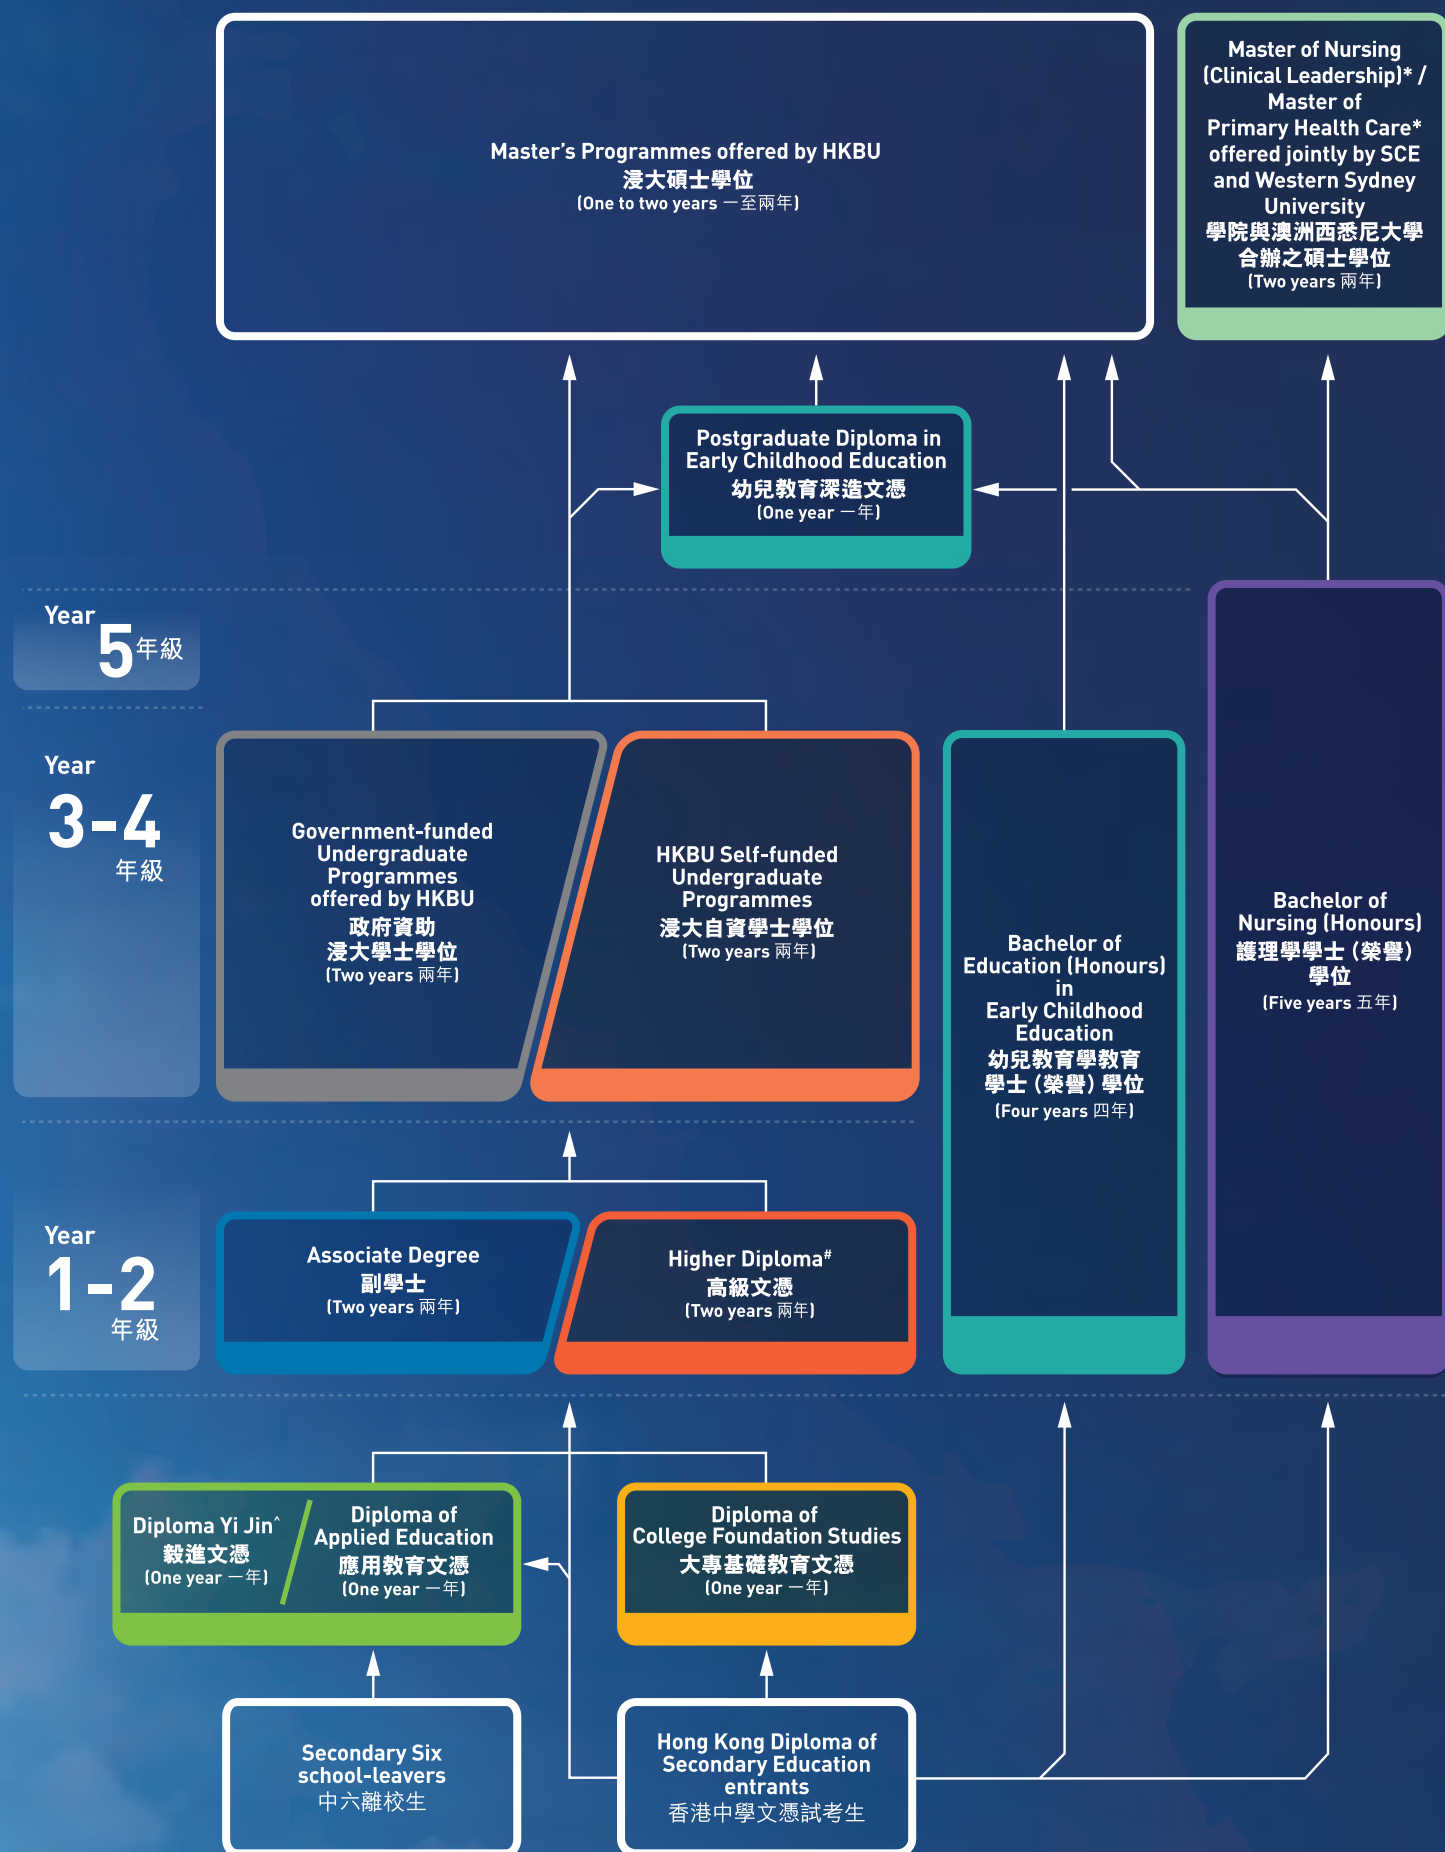 Master's Programmes offered by HKBU
浸大碩士學位
(One to two years 一至兩年)
Master of Nursing
(Clinical Leadership)* /
Master of
Primary Health Care*
offered jointly by SCE
and Western Sydney
University
學院與澳洲西悉尼大學
合辦之碩士學位
(Two years 兩年)
Postgraduate Diploma in
Early Childhood Education
幼兒教育深造文憑
(One year 一年)
Year
5年級
Year
3-4
年級
Government-funded
Undergraduate
Programmes
offered by HKBU
政府資助
浸大學士學位
(Two years 兩年)
HKBU Self-funded
Undergraduate
Programmes
浸大自資學士學位
(Two years 兩年)
Bachelor of
Education (Honours)
in
Early Childhood
Education
幼兒教育學教育
學士（榮譽）學位
(Four years 四年)
Bachelor of
Nursing (Honours)
護理學學士（榮譽）
學位
(Five years 五年)
Year
1-2
年級
Associate Degree
副學士
(Two years 兩年)
Higher Diploma#
高級文憑
(Two years 兩年)
Diploma Yi Jin^
毅進文憑
(One year 一年)
Diploma of
Applied Education
應用教育文憑
(One year 一年)
Diploma of
College Foundation Studies
大專基礎教育文憑
(One year 一年)
Secondary Six
school-leavers
中六離校生
Hong Kong Diploma of
Secondary Education
entrants
香港中學文憑試考生